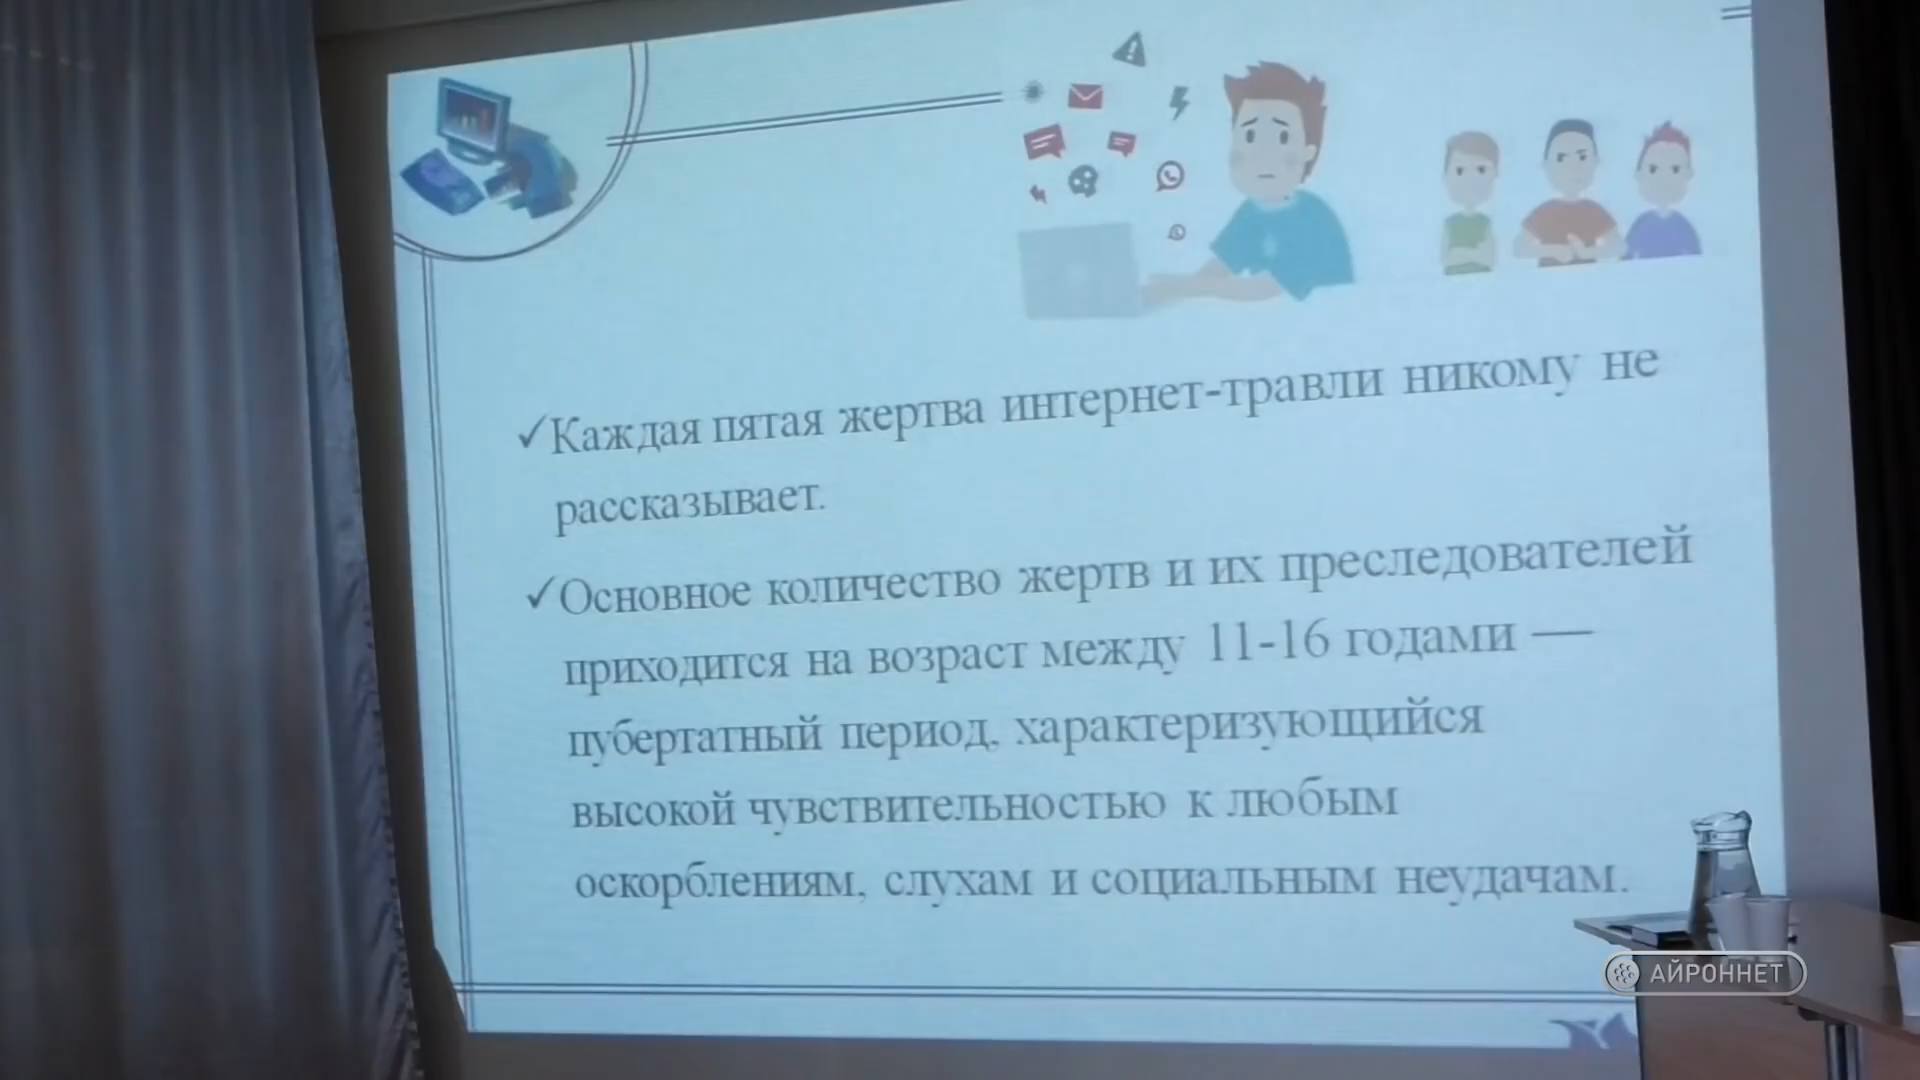 ✓Каждая пятая жертва интернет-травли никому не
рассказывает.
✓Основное количество жертв и их преследователей
приходится на возраст между 11-16 годами —
пубертатный период, характеризующийся
высокой чувствительностью к любым
оскорблениям, слухам и социальным неудачам.
АЙРОННЕТ